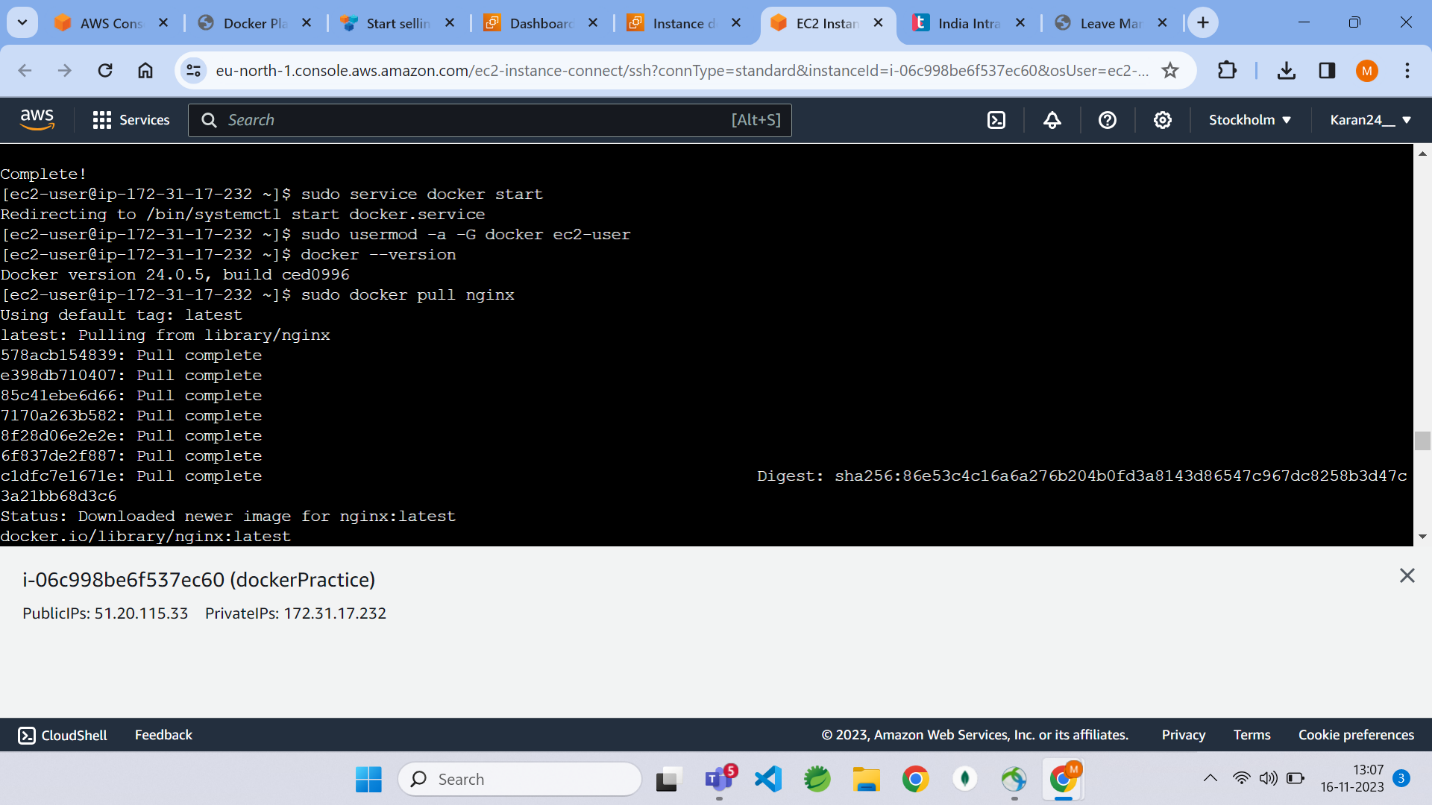 AWS Cons
Docker Pla
Start sellin
Dashboard
Instance d
EC2 Instan
India Intra
Leave Man
eu-north-1.console.aws.amazon.com/ec2-instance-connect/ssh?connType=standard&instanceId=i-06c998be6f537ec60&osUser=ec2-...
M
aws
Services
Search
[Alt+S]
Stockholm
Karan24__
Complete!
[ec2-user@ip-172-31-17-232 ~]$ sudo service docker start
Redirecting to /bin/systemctl start docker.service
[ec2-user@ip-172-31-17-232 ~]$ sudo usermod -a -G docker ec2-user
[ec2-user@ip-172-31-17-232 ~]$ docker --version
Docker version 24.0.5, build ced0996
[ec2-user@ip-172-31-17-232 ~]$ sudo docker pull nginx
Using default tag: latest
latest: Pulling from library/nginx
578acb154839: Pull complete
e398db710407: Pull complete
85c41ebe6d66: Pull complete
7170a263b582: Pull complete
8f28d06e2e2e: Pull complete
6f837de2f887: Pull complete
c1dfc7e1671e: Pull complete Digest: sha256:86e53c4c16a6a276b204b0fd3a8143d86547c967dc8258b3d47c
3a21bb68d3c6
Status: Downloaded newer image for nginx:latest
docker.io/library/nginx:latest
i-06c998be6f537ec60 (dockerPractice)
PublicIPs: 51.20.115.33 PrivateIPs: 172.31.17.232
CloudShell
Feedback
© 2023, Amazon Web Services, Inc. or its affiliates.
Privacy
Terms
Cookie preferences
Search
5
M
13:07
16-11-2023
3